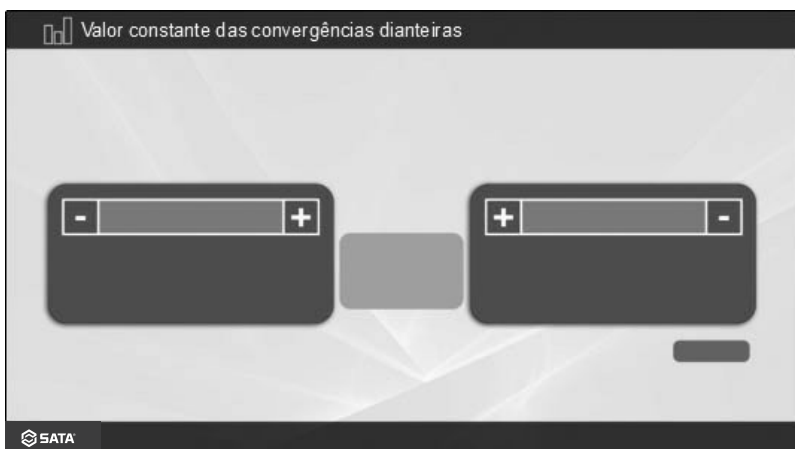 Valor constante das convergências dianteiras
- + + -
SATA